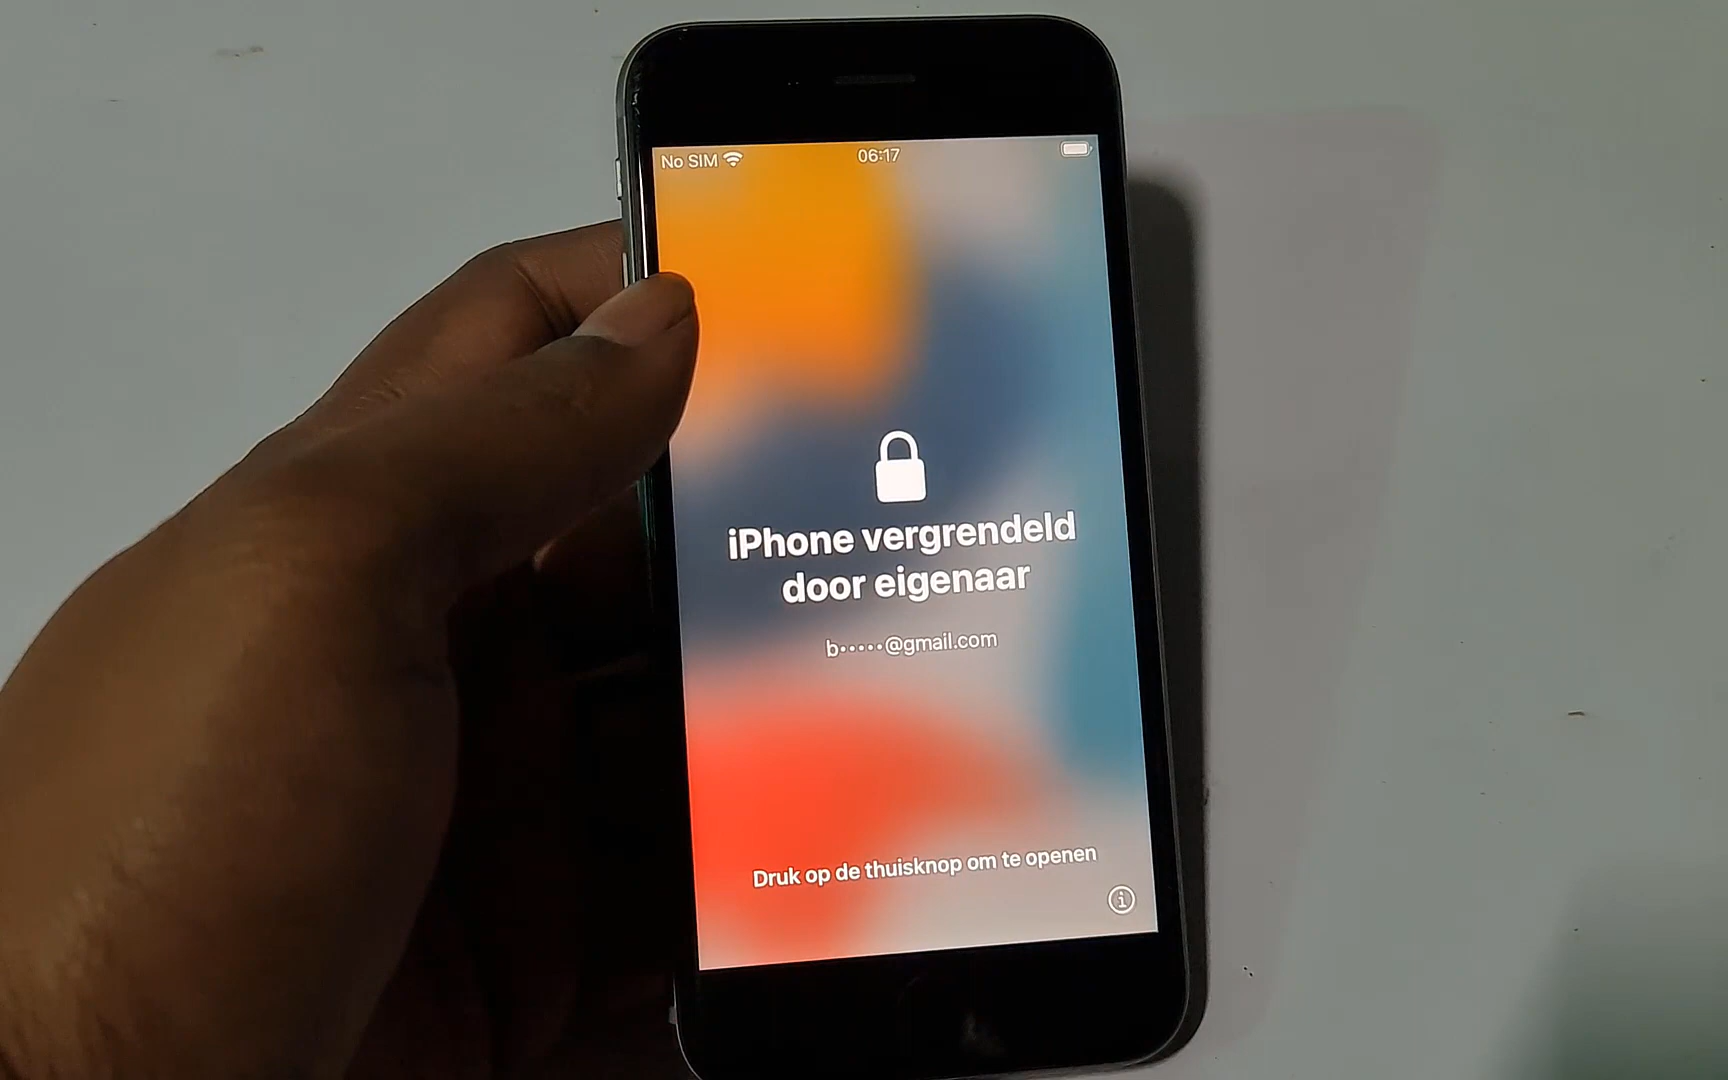 No SIM 06:17
iPhone vergrendeld
door eigenaar
b•••••@gmail.com
Druk op de thuisknop om te openen